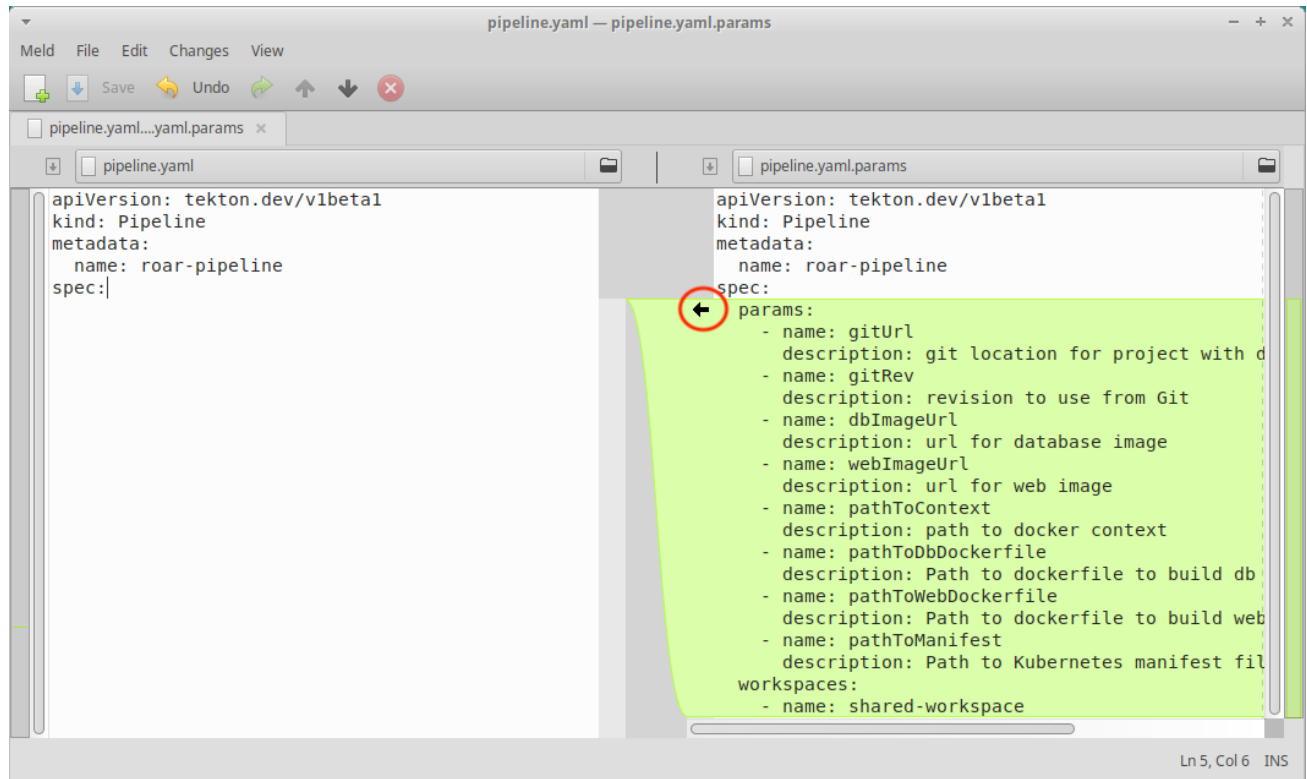 pipeline.yaml — pipeline.yaml.params
Meld File Edit Changes View
Save Undo
pipeline.yaml....yaml.params
pipeline.yaml
pipeline.yaml.params
apiVersion: tekton.dev/v1beta1
kind: Pipeline
metadata:
  name: roar-pipeline
spec:
apiVersion: tekton.dev/v1beta1
kind: Pipeline
metadata:
  name: roar-pipeline
spec:
  params:
    - name: gitUrl
      description: git location for project with d
    - name: gitRev
      description: revision to use from Git
    - name: dbImageUrl
      description: url for database image
    - name: webImageUrl
      description: url for web image
    - name: pathToContext
      description: path to docker context
    - name: pathToDbDockerfile
      description: Path to dockerfile to build db
    - name: pathToWebDockerfile
      description: Path to dockerfile to build web
    - name: pathToManifest
      description: Path to Kubernetes manifest fil
  workspaces:
    - name: shared-workspace
Ln 5, Col 6 INS